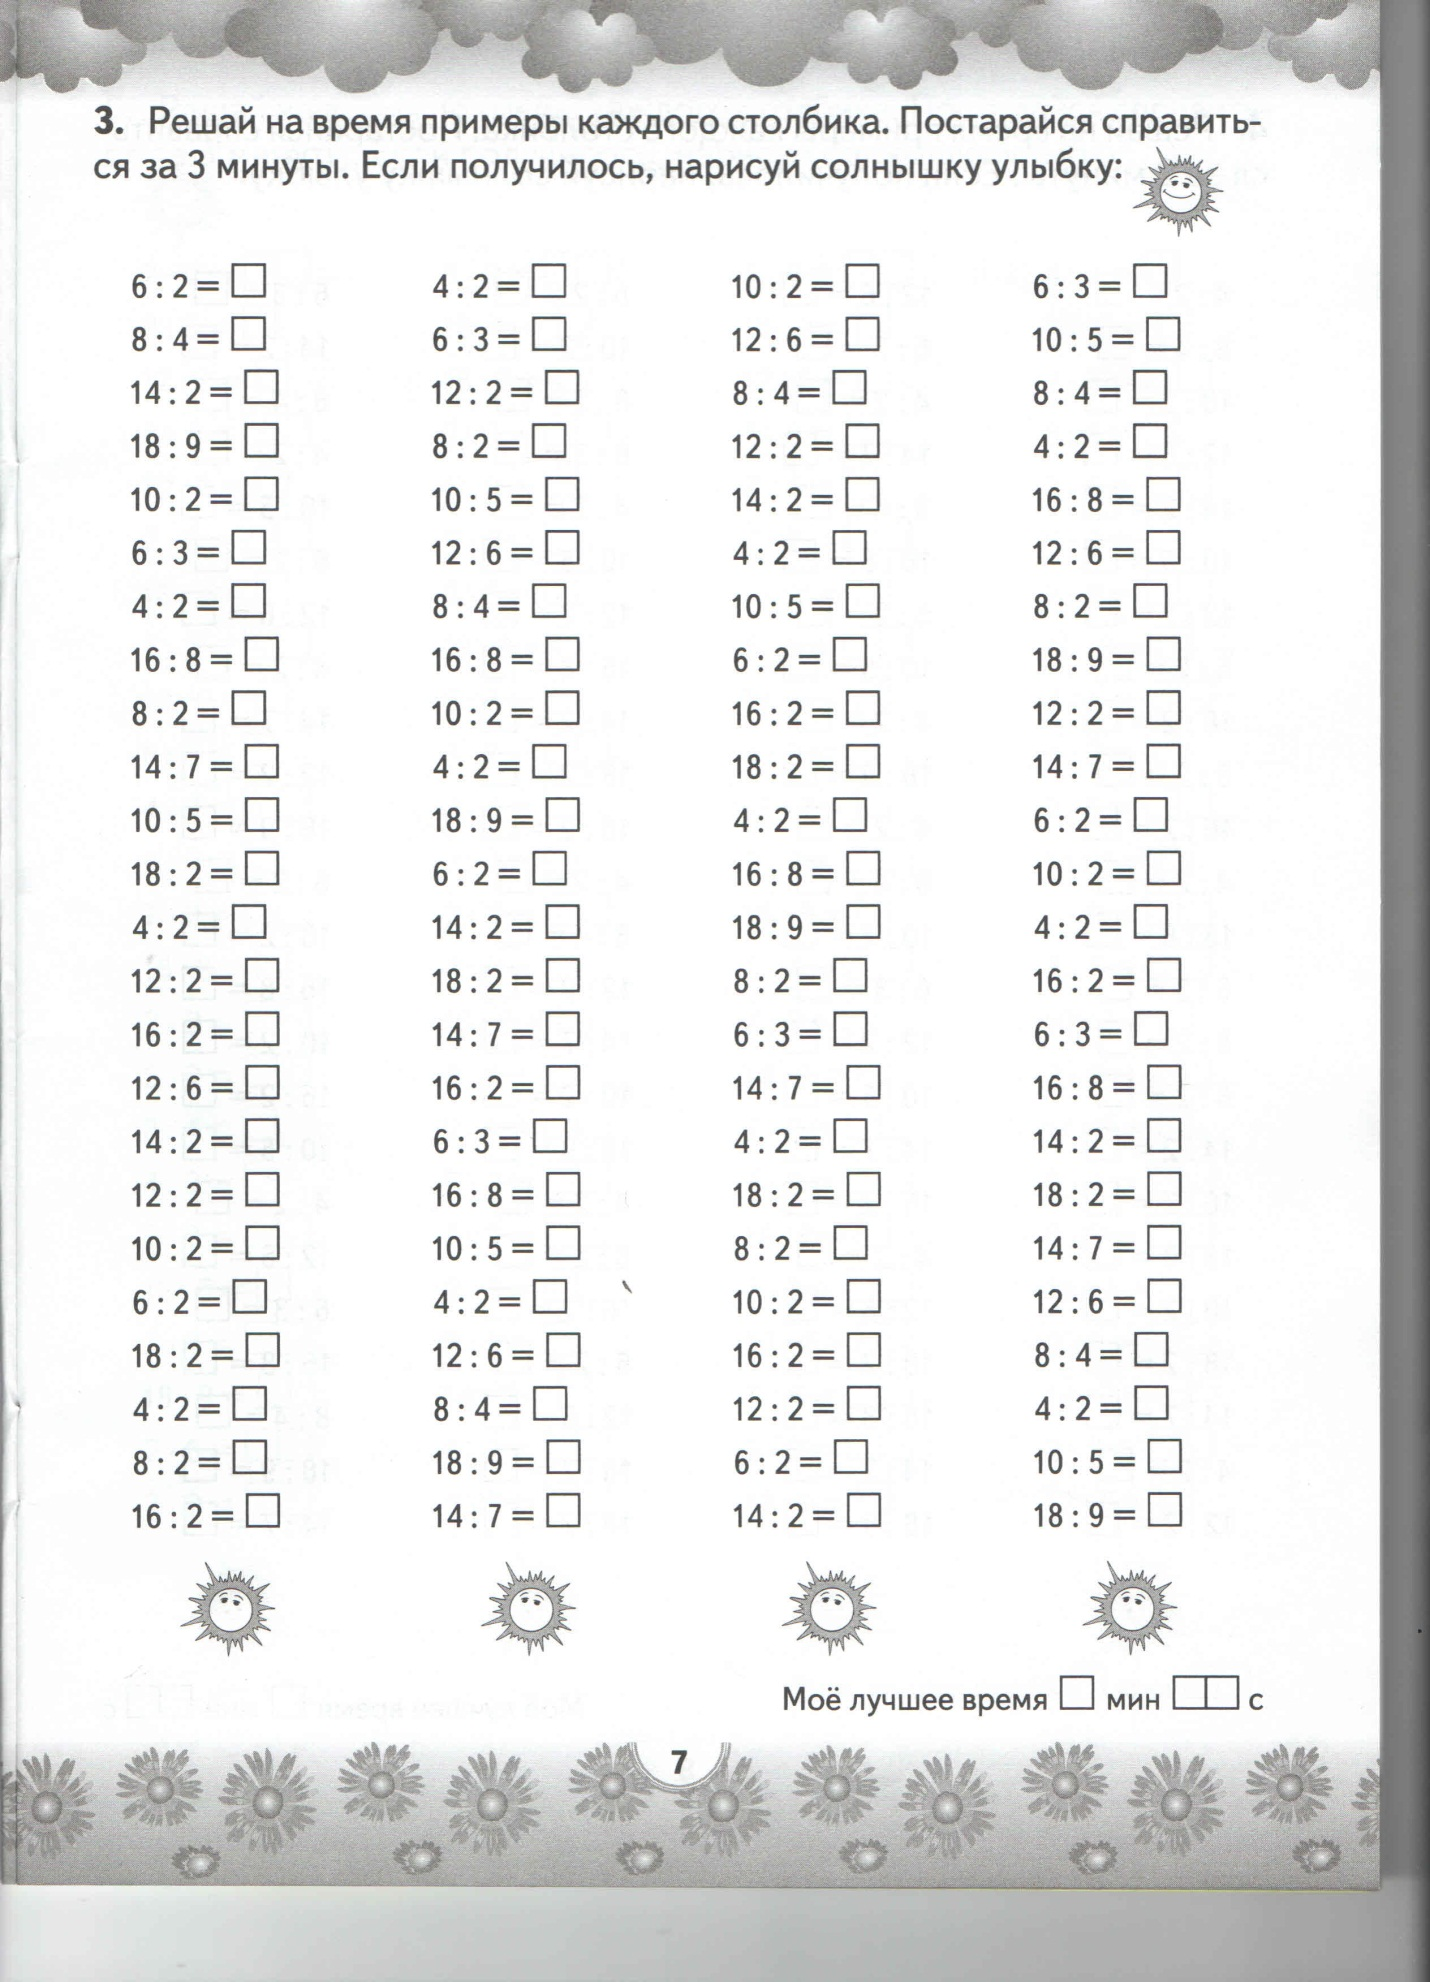 3. Решай на время примеры каждого столбика. Постарайся справить-
ся за 3 минуты. Если получилось, нарисуй солнышку улыбку:
6 : 2 =
8 : 4 =
14 : 2 =
18 : 9 =
10 : 2 =
6 : 3 =
4 : 2 =
16 : 8 =
8 : 2 =
14 : 7 =
10 : 5 =
18 : 2 =
4 : 2 =
12 : 2 =
16 : 2 =
12 : 6 =
14 : 2 =
12 : 2 =
10 : 2 =
6 : 2 =
18 : 2 =
4 : 2 =
8 : 2 =
16 : 2 =
4 : 2 =
6 : 3 =
12 : 2 =
8 : 2 =
10 : 5 =
12 : 6 =
8 : 4 =
16 : 8 =
10 : 2 =
4 : 2 =
18 : 9 =
6 : 2 =
14 : 2 =
18 : 2 =
14 : 7 =
16 : 2 =
6 : 3 =
16 : 8 =
10 : 5 =
4 : 2 =
12 : 6 =
8 : 4 =
18 : 9 =
14 : 7 =
10 : 2 =
12 : 6 =
8 : 4 =
12 : 2 =
14 : 2 =
4 : 2 =
10 : 5 =
6 : 2 =
16 : 2 =
18 : 2 =
4 : 2 =
16 : 8 =
18 : 9 =
8 : 2 =
6 : 3 =
14 : 7 =
4 : 2 =
18 : 2 =
8 : 2 =
10 : 2 =
16 : 2 =
12 : 2 =
6 : 2 =
14 : 2 =
6 : 3 =
10 : 5 =
8 : 4 =
4 : 2 =
16 : 8 =
12 : 6 =
8 : 2 =
18 : 9 =
12 : 2 =
14 : 7 =
6 : 2 =
10 : 2 =
4 : 2 =
16 : 2 =
6 : 3 =
16 : 8 =
14 : 2 =
18 : 2 =
14 : 7 =
12 : 6 =
8 : 4 =
4 : 2 =
10 : 5 =
18 : 9 =
Моё лучшее время мин с
7